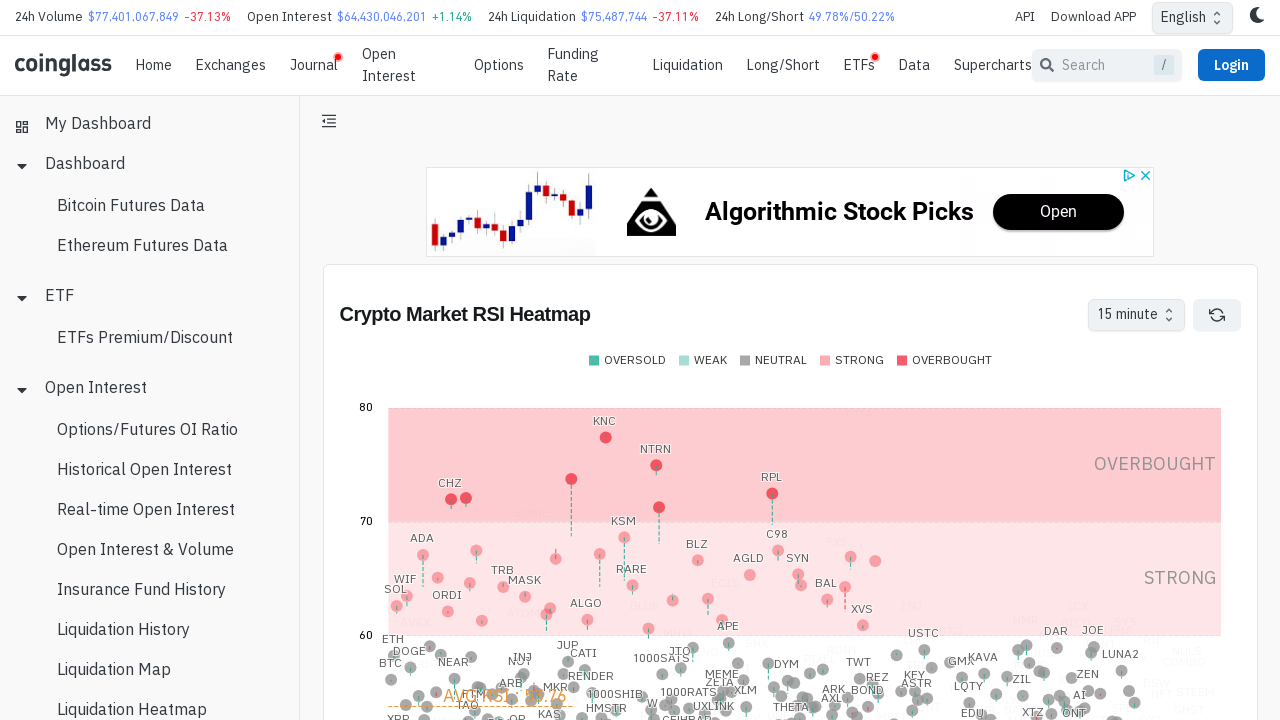 24h Volume $77,401,067,849 -37.13% Open Interest $64,430,046,201 +1.14% 24h Liquidation $75,487,744 -37.11% 24h Long/Short 49.78%/50.22% API Download APP English
coinglass Home Exchanges Journal Open Interest Options Funding Rate Liquidation Long/Short ETFs Data Supercharts Search / Login
My Dashboard
Dashboard
Bitcoin Futures Data
Ethereum Futures Data
ETF
ETFs Premium/Discount
Open Interest
Options/Futures OI Ratio
Historical Open Interest
Real-time Open Interest
Open Interest & Volume
Insurance Fund History
Liquidation History
Liquidation Map
Liquidation Heatmap
Algorithmic Stock Picks Open
Crypto Market RSI Heatmap 15 minute
OVERSOLD WEAK NEUTRAL STRONG OVERBOUGHT
80
KNC
NTRN
OVERBOUGHT
CHZ
RPL
70
KSM
ADA
BLZ
C98
AGLD
SYN
TRB
RARE
STRONG
WIF
MASK
SOL
ORDI
BAL
ALGO
XVS
60
APE
ETH
USTC
DAR
JOE
DOGE
JUP
CATI
JTO
BTC
NEAR
NOT
INJ
1000SATS
DYM
TWT
GMX
KAVA
LUNA2
RENDER
MEME
REZ
KEY
ZIL
ZEN
ARB
MKR
ZETA
XLM
ARK
BOND
ASTR
LQTY
AI
AVG RSI : 53.76
FTM
1000SHIB
1000RATS
AXL
TAO
HMSTR
W
UXLINK
THETA
EDU
XTZ
ONT
XRP
OP
KAS
CEHBAR